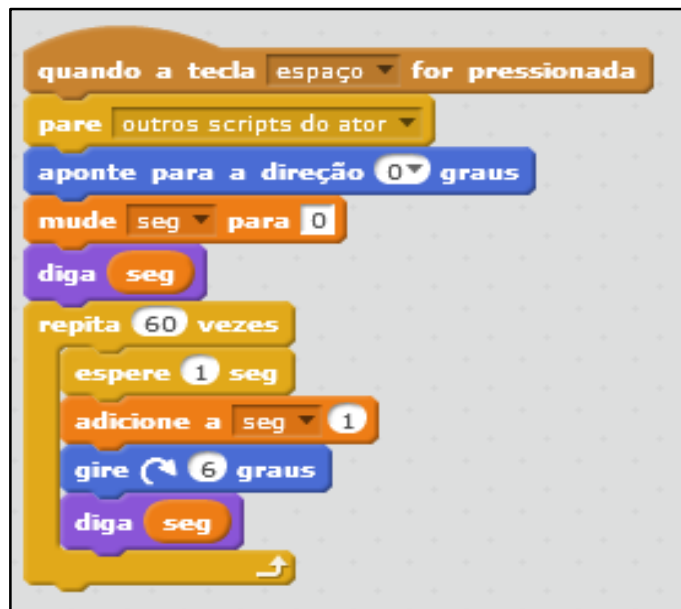 quando a tecla espaço for pressionada
pare outros scripts do ator
aponte para a direção 0 graus
mude seg para 0
diga seg
repita 60 vezes
espere 1 seg
adicione a seg 1
gire 6 graus
diga seg